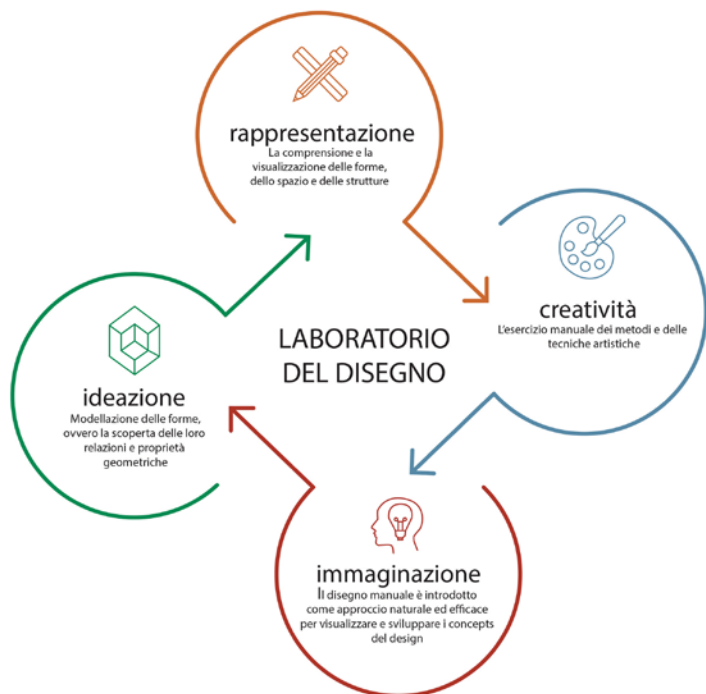 rappresentazione
La comprensione e la
visualizzazione delle forme,
dello spazio e delle strutture
creatività
L'esercizio manuale dei metodi e delle
tecniche artistiche
LABORATORIO
DEL DISEGNO
ideazione
Modellazione delle forme,
ovvero la scoperta delle loro
relazioni e proprietà
geometriche
immaginazione
Il disegno manuale è introdotto
come approccio naturale ed efficace
per visualizzare e sviluppare i concepts
del design